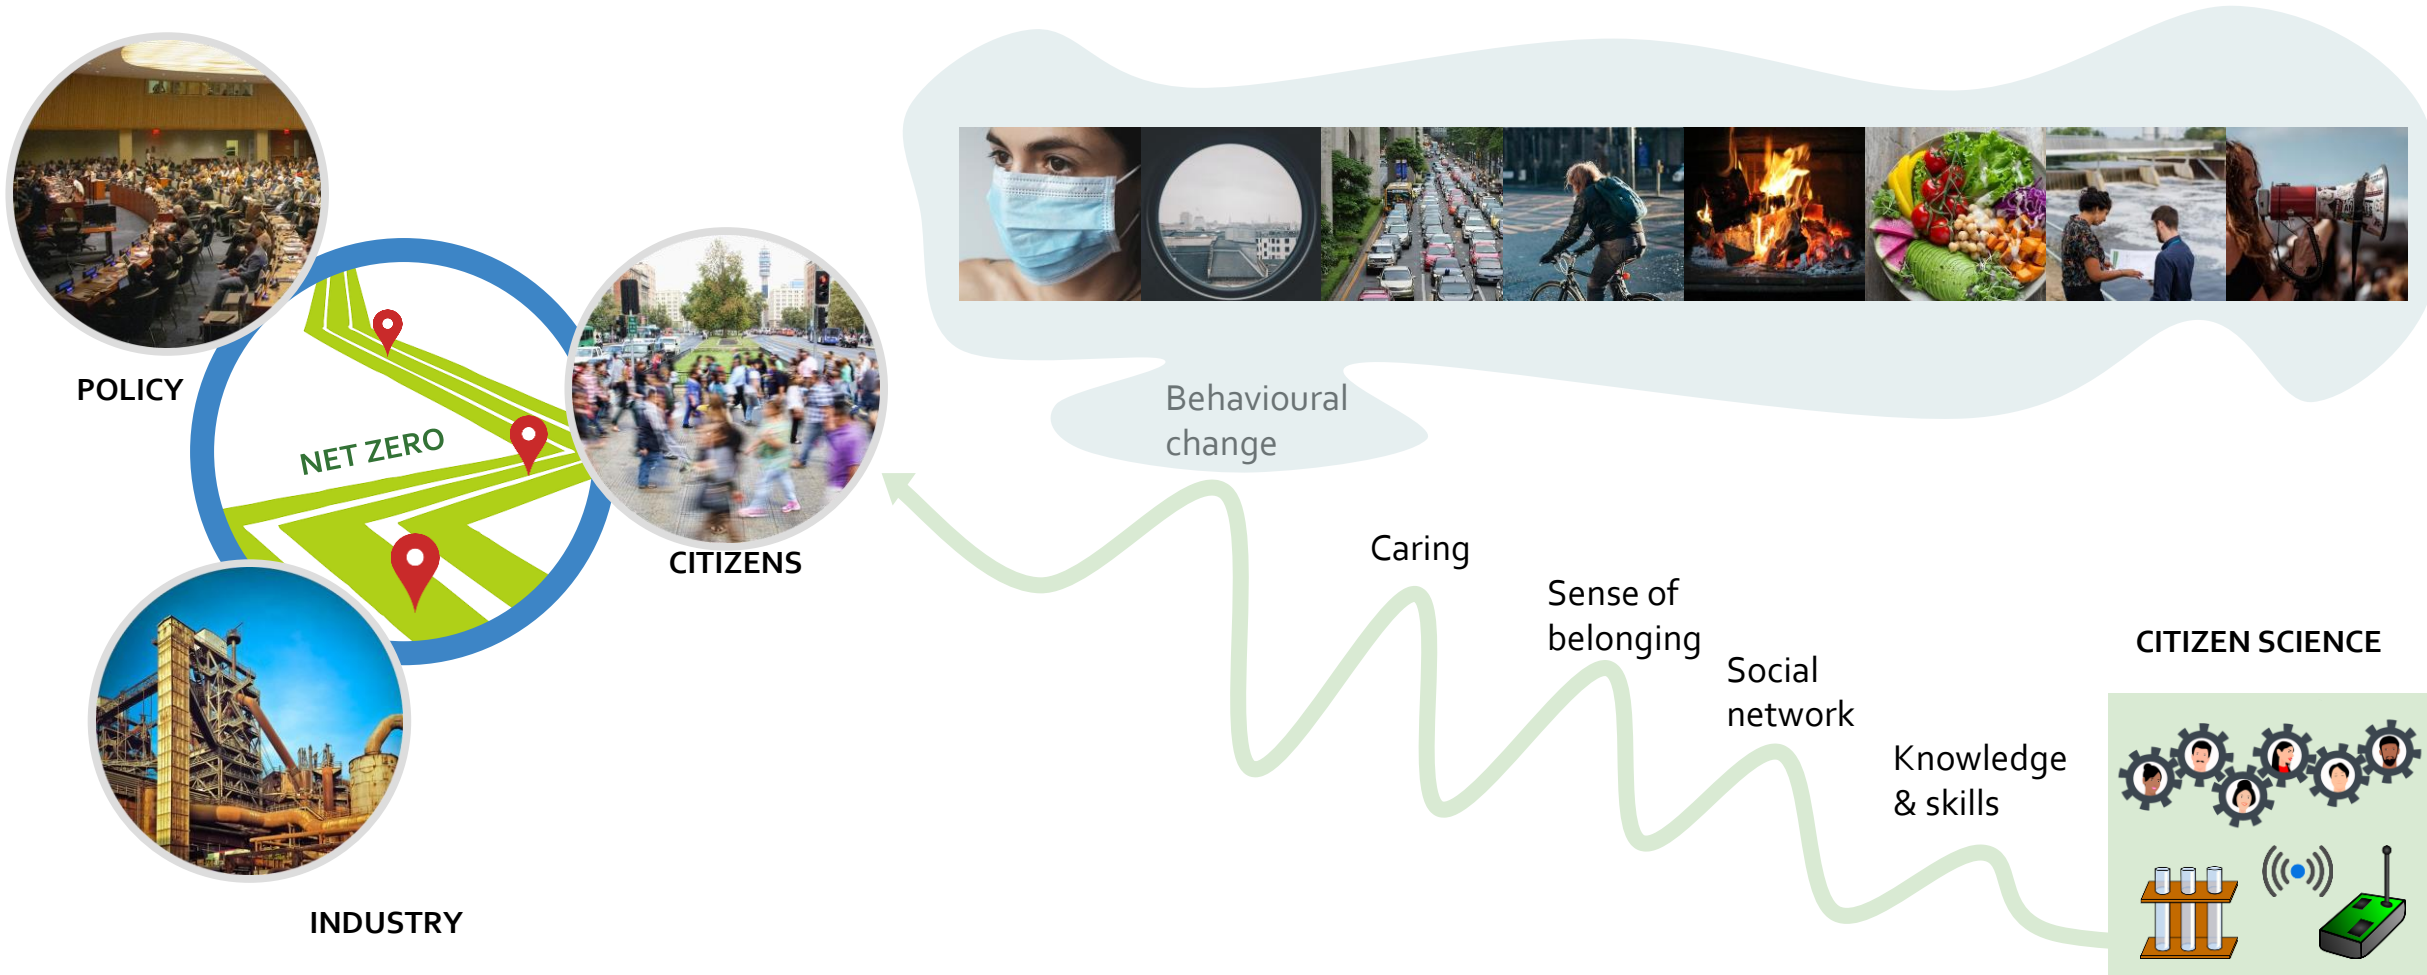 POLICY
NET ZERO
CITIZENS
INDUSTRY
Behavioural
change
Caring
Sense of
belonging
Social
network
Knowledge
& skills
CITIZEN SCIENCE